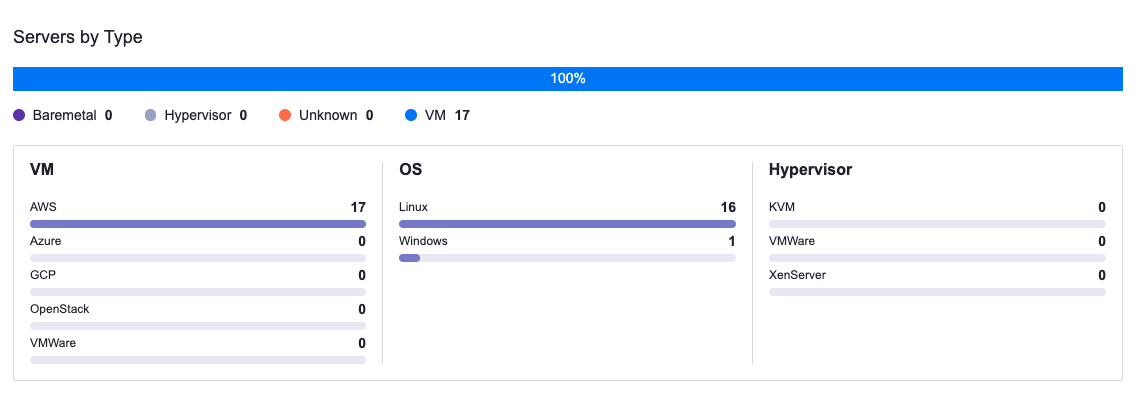 Servers by Type
100%
Baremetal 0 Hypervisor 0 Unknown 0 VM 17
VM
AWS 17
Azure 0
GCP 0
OpenStack 0
VMWare 0
OS
Linux 16
Windows 1
Hypervisor
KVM 0
VMWare 0
XenServer 0